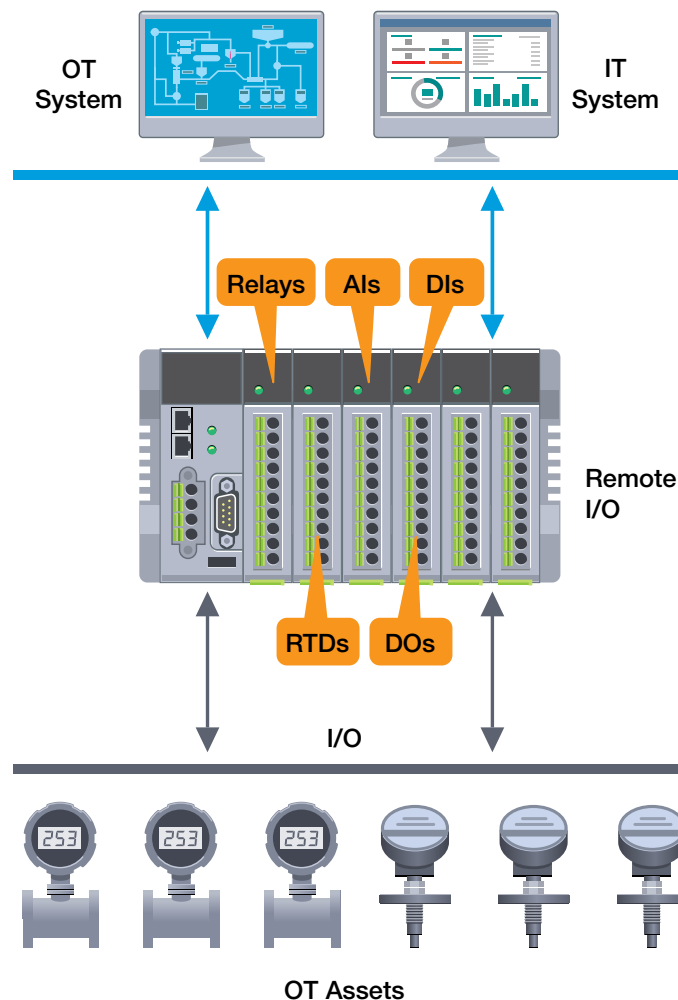 OT
System
IT
System
Relays
AIs
DIs
Remote
I/O
RTDs
DOs
I/O
253
253
253
OT Assets